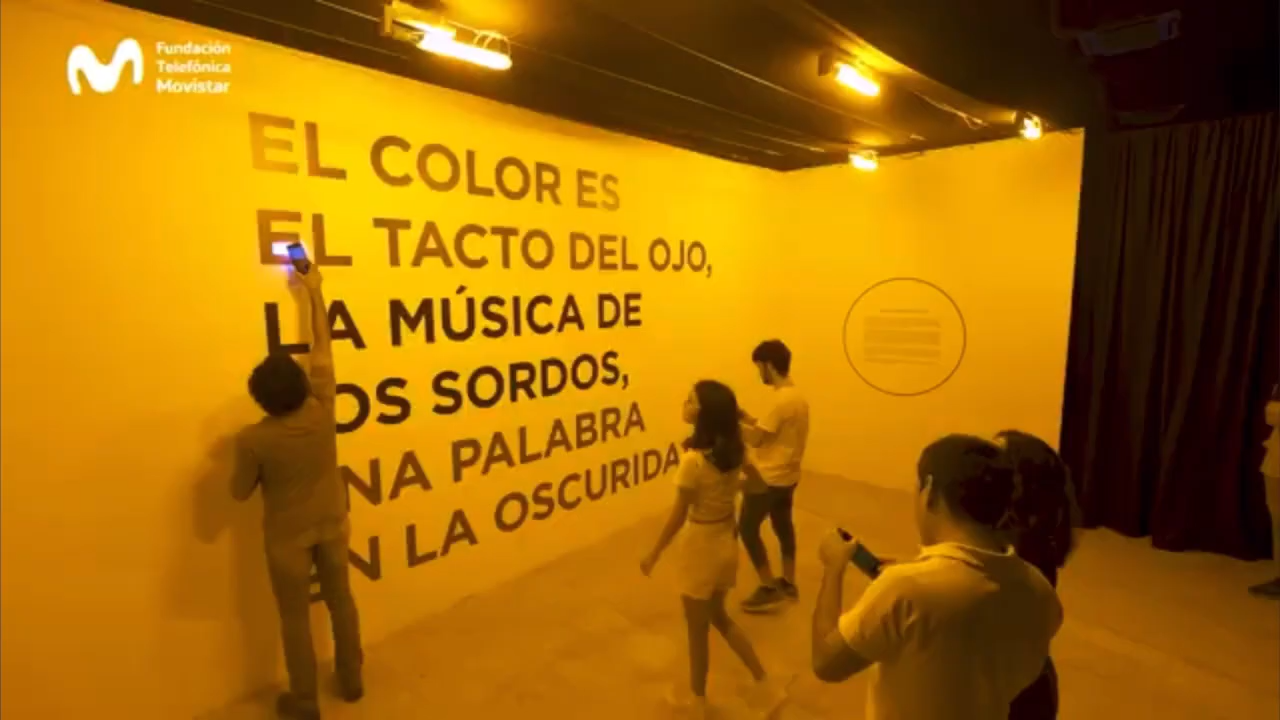 Fundación
Telefónica
Movistar
EL COLOR ES
EL TACTO DEL OJO,
LA MÚSICA DE
OS SORDOS,
NA PALABRA
N LA OSCURIDA